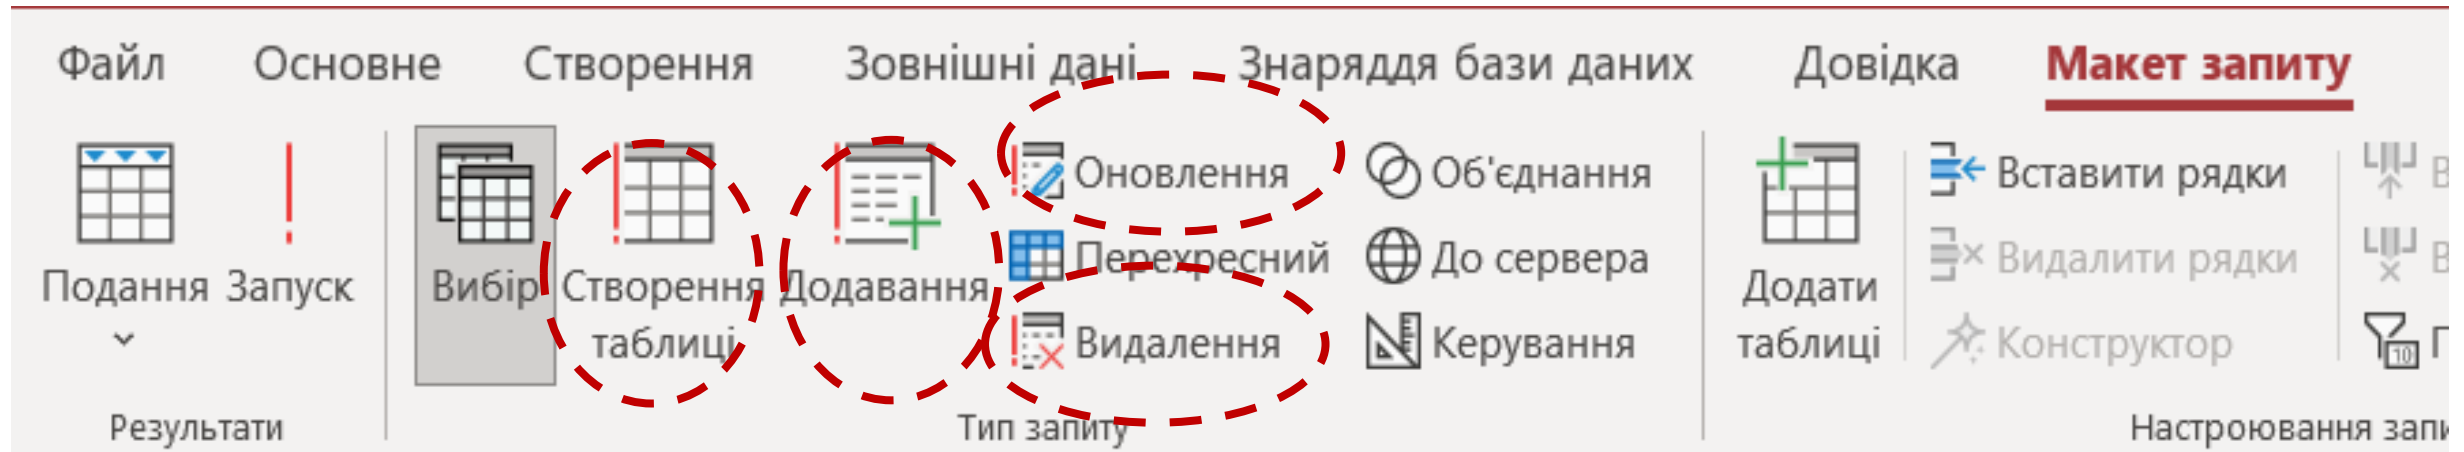 Файл Основне Створення Зовнішні дані Знаряддя бази даних Довідка Макет запиту
Подання
Запуск
Результати
Вибір
Створення
таблиці
Додавання
Оновлення
Перехресний
Видалення
Об'єднання
До сервера
Керування
Тип запиту
Додати
таблиці
Вставити рядки
Видалити рядки
Конструктор
10
Настроювання